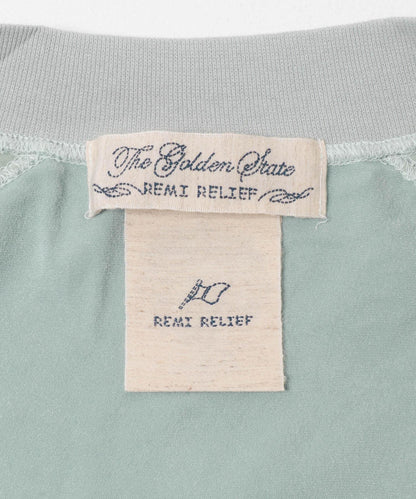 The Golden State
REMI RELIEF
REMI RELIEF